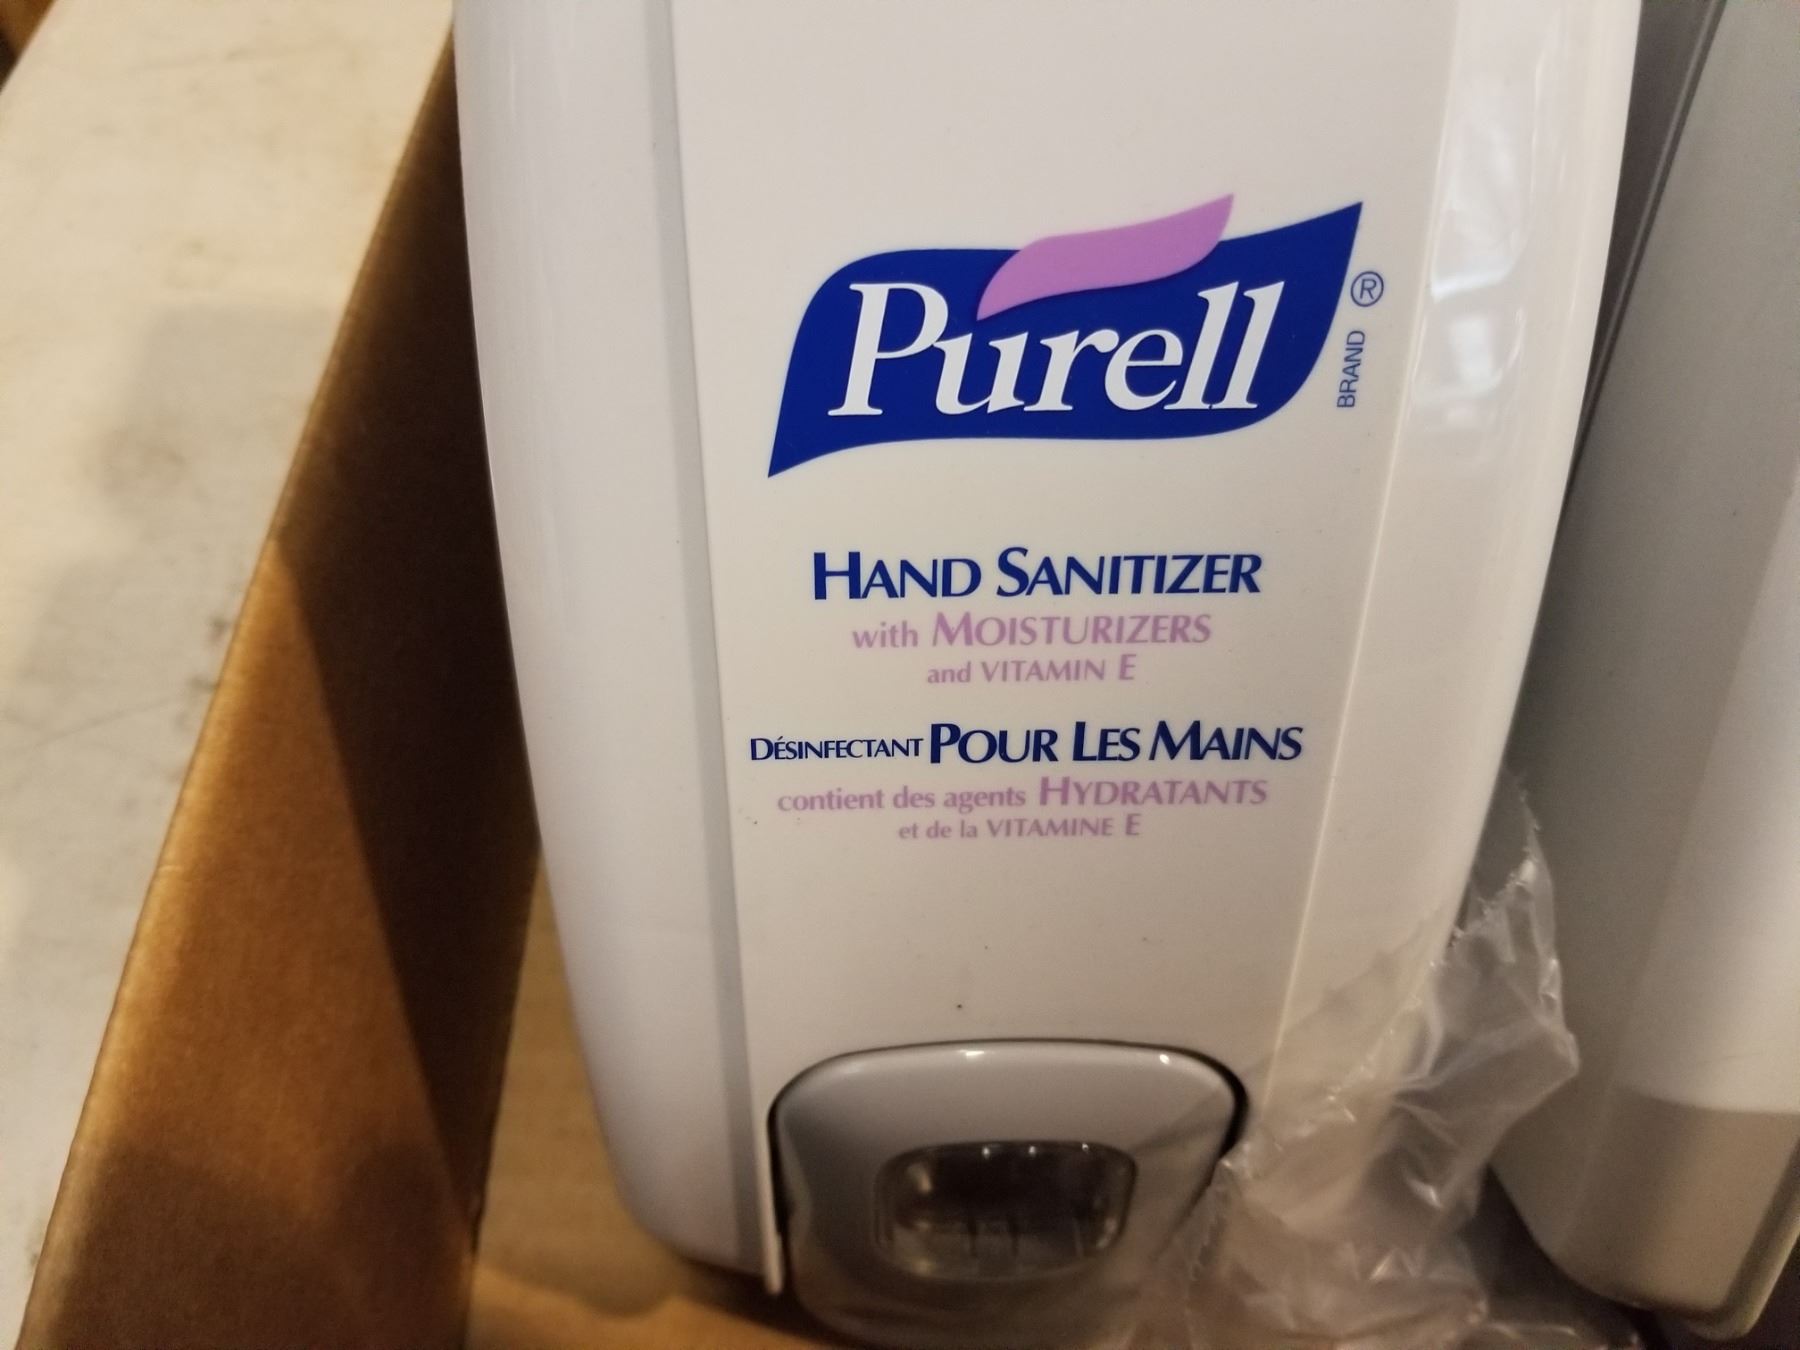 Purell
BRAND ®
HAND SANITIZER
with MOISTURIZERS
and VITAMIN E
DÉSINFECTANT POUR LES MAINS
contient des agents HYDRATANTS
et de la VITAMINE E